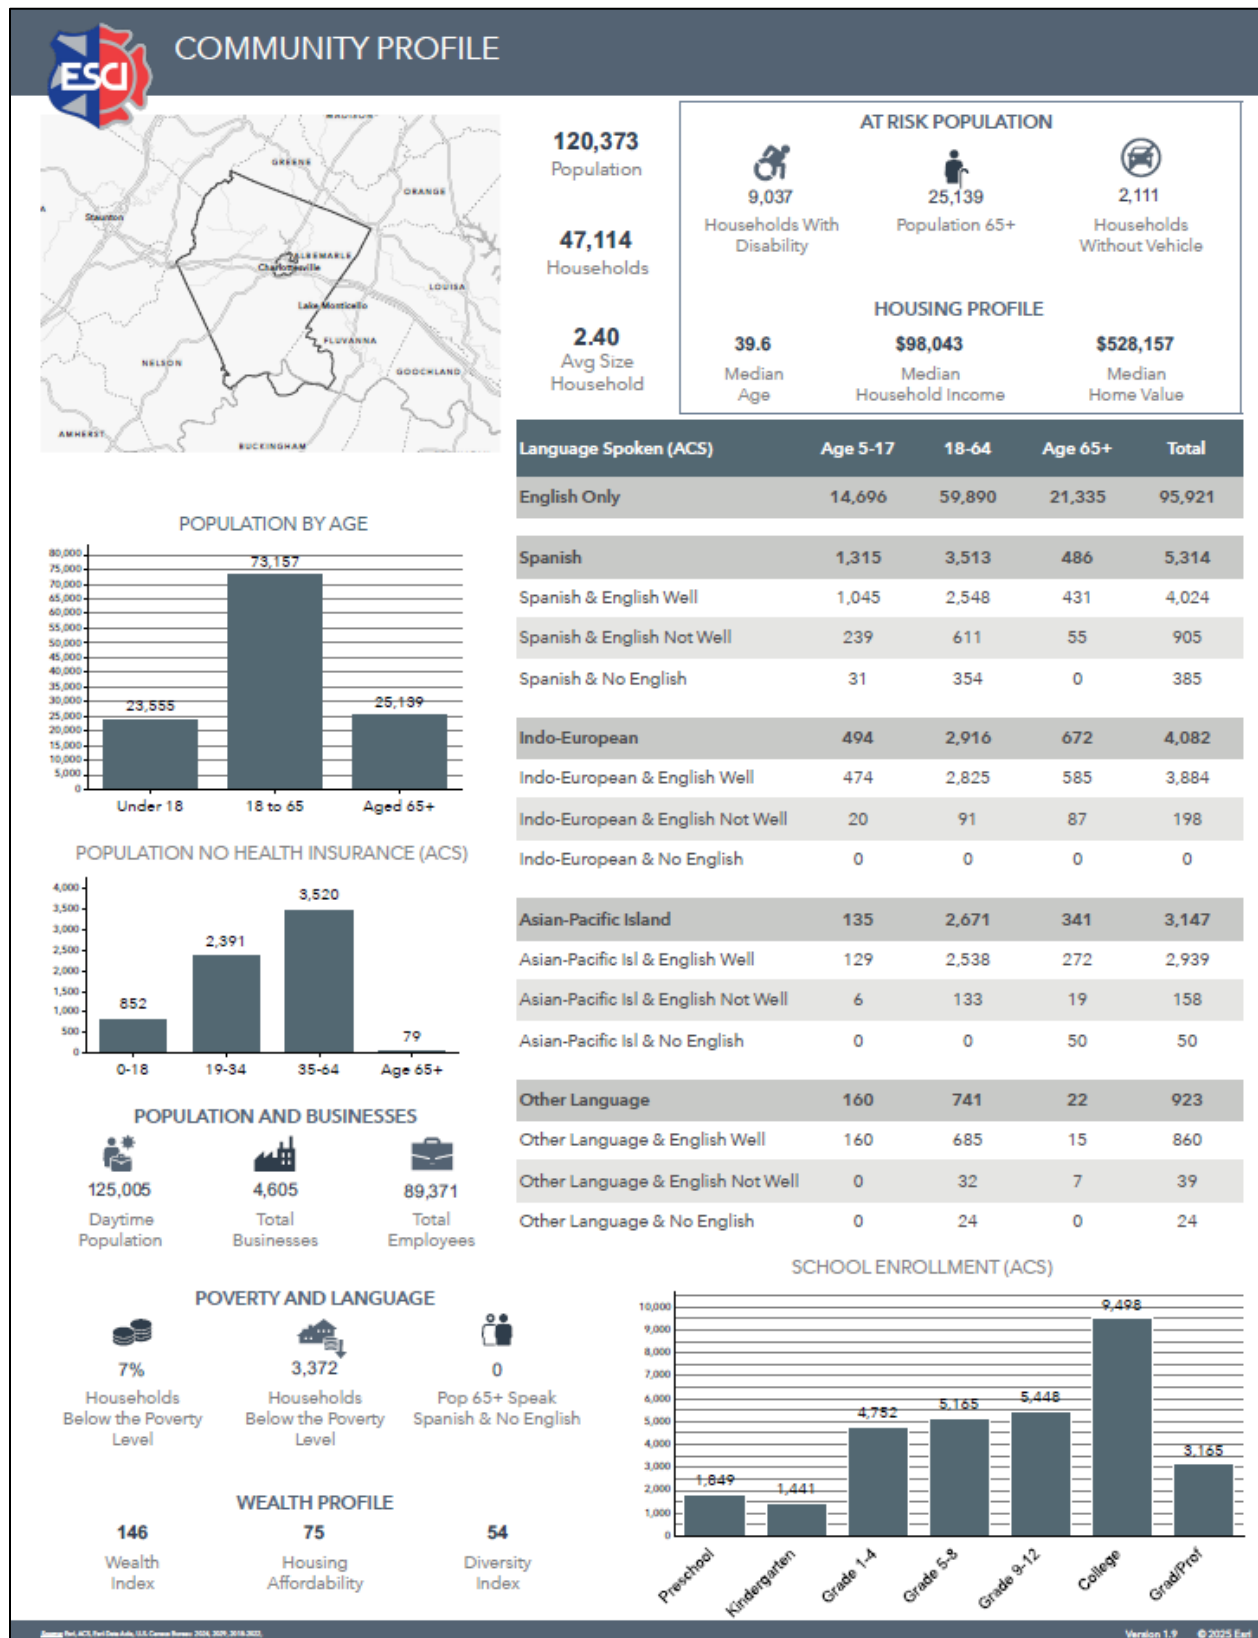 ESCI
COMMUNITY PROFILE
MADISON
GREENE
ORANGE
Staunton
ALBEMARLE
Charlottesville
LOUISA
Lake Monticello
FLUVANNA
NELSON
GOOCHLAND
AMHERST
BUCKINGHAM
120,373
Population
47,114
Households
2.40
Avg Size
Household
AT RISK POPULATION
9,037 25,139 2,111
Households With Population 65+ Households
Disability Without Vehicle
HOUSING PROFILE
39.6 $98,043 $528,157
Median Median Median
Age Household Income Home Value
Language Spoken (ACS) Age 5-17 18-64 Age 65+ Total
English Only 14,696 59,890 21,335 95,921
Spanish 1,315 3,513 486 5,314
Spanish & English Well 1,045 2,548 431 4,024
Spanish & English Not Well 239 611 55 905
Spanish & No English 31 354 0 385
Indo-European 494 2,916 672 4,082
Indo-European & English Well 474 2,825 585 3,884
Indo-European & English Not Well 20 91 87 198
Indo-European & No English 0 0 0 0
Asian-Pacific Island 135 2,671 341 3,147
Asian-Pacific Isl & English Well 129 2,538 272 2,939
Asian-Pacific Isl & English Not Well 6 133 19 158
Asian-Pacific Isl & No English 0 0 50 50
Other Language 160 741 22 923
Other Language & English Well 160 685 15 860
Other Language & English Not Well 0 32 7 39
Other Language & No English 0 24 0 24
POPULATION BY AGE
80,000
75,000
70,000
65,000
60,000
55,000
50,000
45,000
40,000
35,000
30,000
25,000
20,000
15,000
10,000
5,000
0
23,555 73,157 25,139
Under 18 18 to 65 Aged 65+
POPULATION NO HEALTH INSURANCE (ACS)
4,000
3,500
3,000
2,500
2,000
1,500
1,000
500
0
852 2,391 3,520 79
0-18 19-34 35-64 Age 65+
POPULATION AND BUSINESSES
125,005 4,605 89,371
Daytime Total Total
Population Businesses Employees
POVERTY AND LANGUAGE
7% 3,372 0
Households Households Pop 65+ Speak
Below the Poverty Below the Poverty Spanish & No English
Level Level
WEALTH PROFILE
146 75 54
Wealth Housing Diversity
Index Affordability Index
SCHOOL ENROLLMENT (ACS)
10,000
9,000
8,000
7,000
6,000
5,000
4,000
3,000
2,000
1,000
0
1,849 1,441 4,752 5,165 5,448 9,498 3,165
Preschool Kindergarten Grade 1-4 Grade 5-8 Grade 9-12 College Grad/Prof
Source: Esri, ACS, Esri-Data Axle, U.S. Census Bureau 2024, 2029, 2018-2022,
Version 1.9 © 2025 Esri